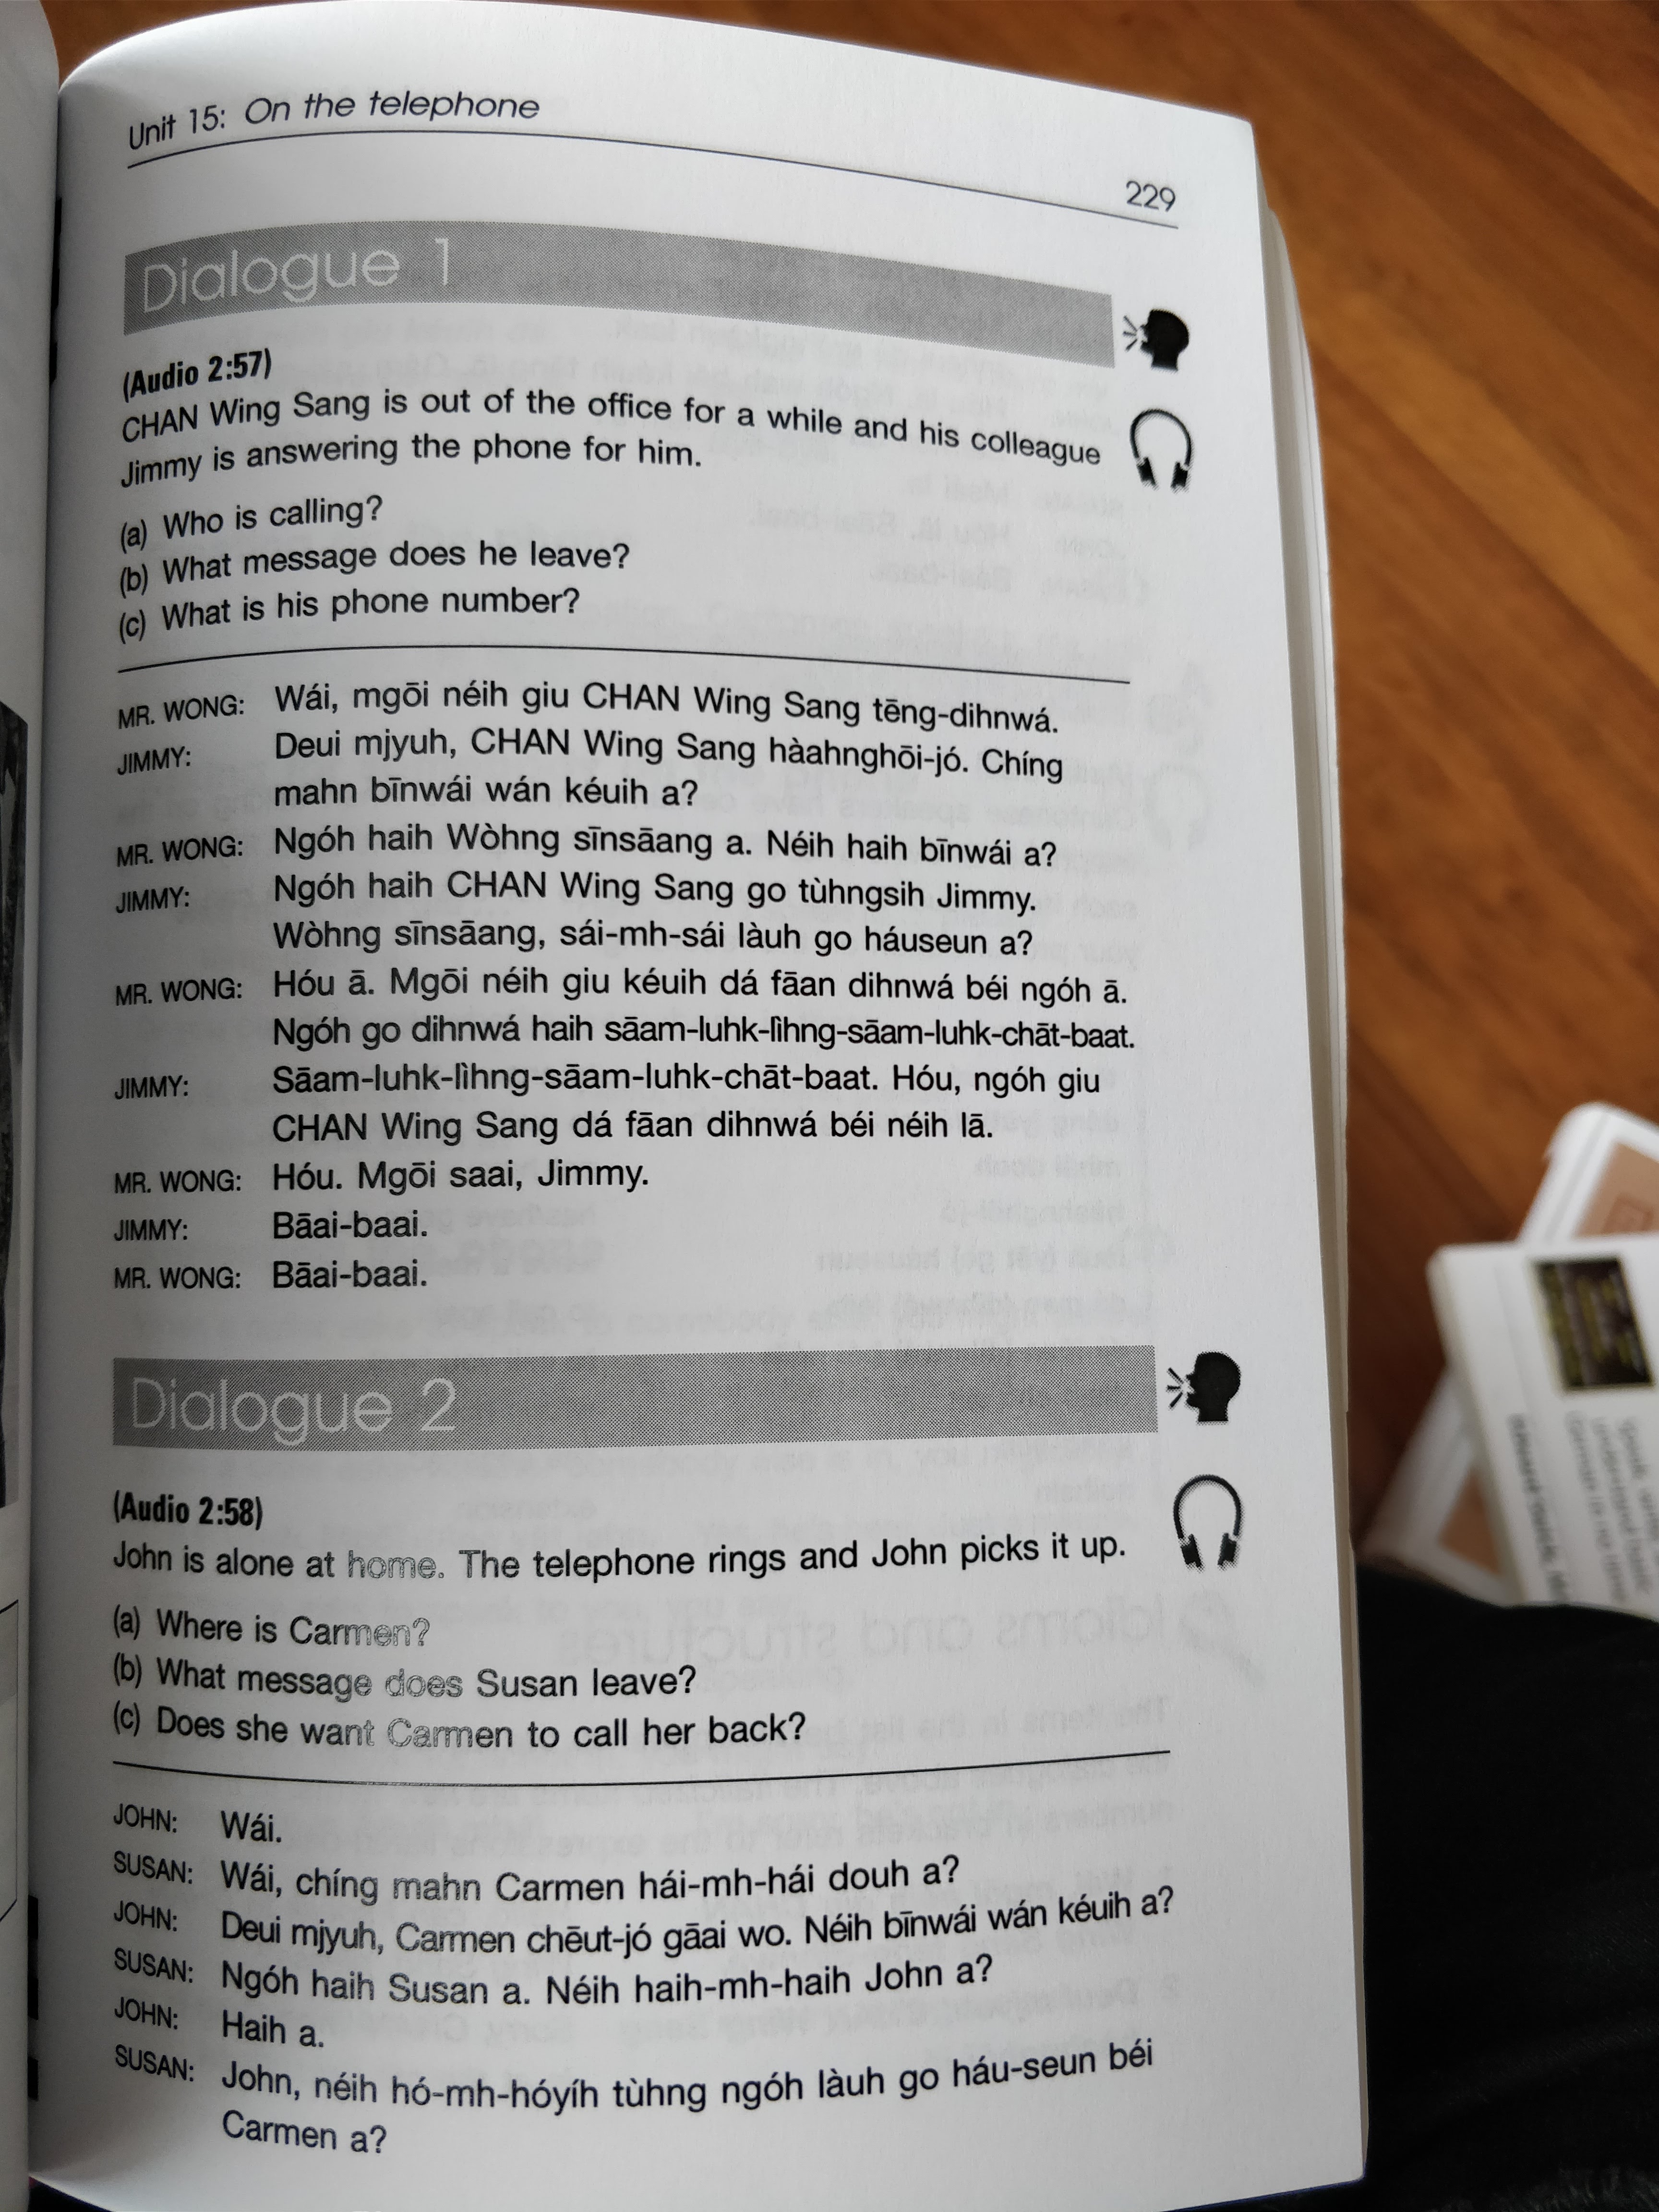 Unit 15: On the telephone
229
Dialogue 1
(Audio 2:57)
CHAN Wing Sang is out of the office for a while and his colleague
Jimmy is answering the phone for him.
(a) Who is calling?
(b) What message does he leave?
(c) What is his phone number?
MR. WONG: Wái, mgōi néih giu CHAN Wing Sang tēng-dihnwá.
JIMMY: Deui mjyuh, CHAN Wing Sang hàahnghōi-jó. Chíng
mahn bīnwái wán kéuih a?
MR. WONG: Ngóh haih Wòhng sīnsāang a. Néih haih bīnwái a?
JIMMY: Ngóh haih CHAN Wing Sang go tùhngsih Jimmy.
Wòhng sīnsāang, sái-mh-sái làuh go háuseun a?
MR. WONG: Hóu ā. Mgōi néih giu kéuih dá fāan dihnwá béi ngóh ā.
Ngóh go dihnwá haih sāam-luhk-lìhng-sāam-luhk-chāt-baat.
JIMMY: Sāam-luhk-lìhng-sāam-luhk-chāt-baat. Hóu, ngóh giu
CHAN Wing Sang dá fāan dihnwá béi néih lā.
MR. WONG: Hóu. Mgōi saai, Jimmy.
JIMMY: Bāai-baai.
MR. WONG: Bāai-baai.
Dialogue 2
(Audio 2:58)
John is alone at home. The telephone rings and John picks it up.
(a) Where is Carmen?
(b) What message does Susan leave?
(c) Does she want Carmen to call her back?
JOHN: Wái.
SUSAN: Wái, chíng mahn Carmen hái-mh-hái douh a?
JOHN: Deui mjyuh, Carmen chēut-jó gāai wo. Néih bīnwái wán kéuih a?
SUSAN: Ngóh haih Susan a. Néih haih-mh-haih John a?
JOHN: Haih a.
SUSAN: John, néih hó-mh-hóyíh tùhng ngóh làuh go háu-seun béi
Carmen a?